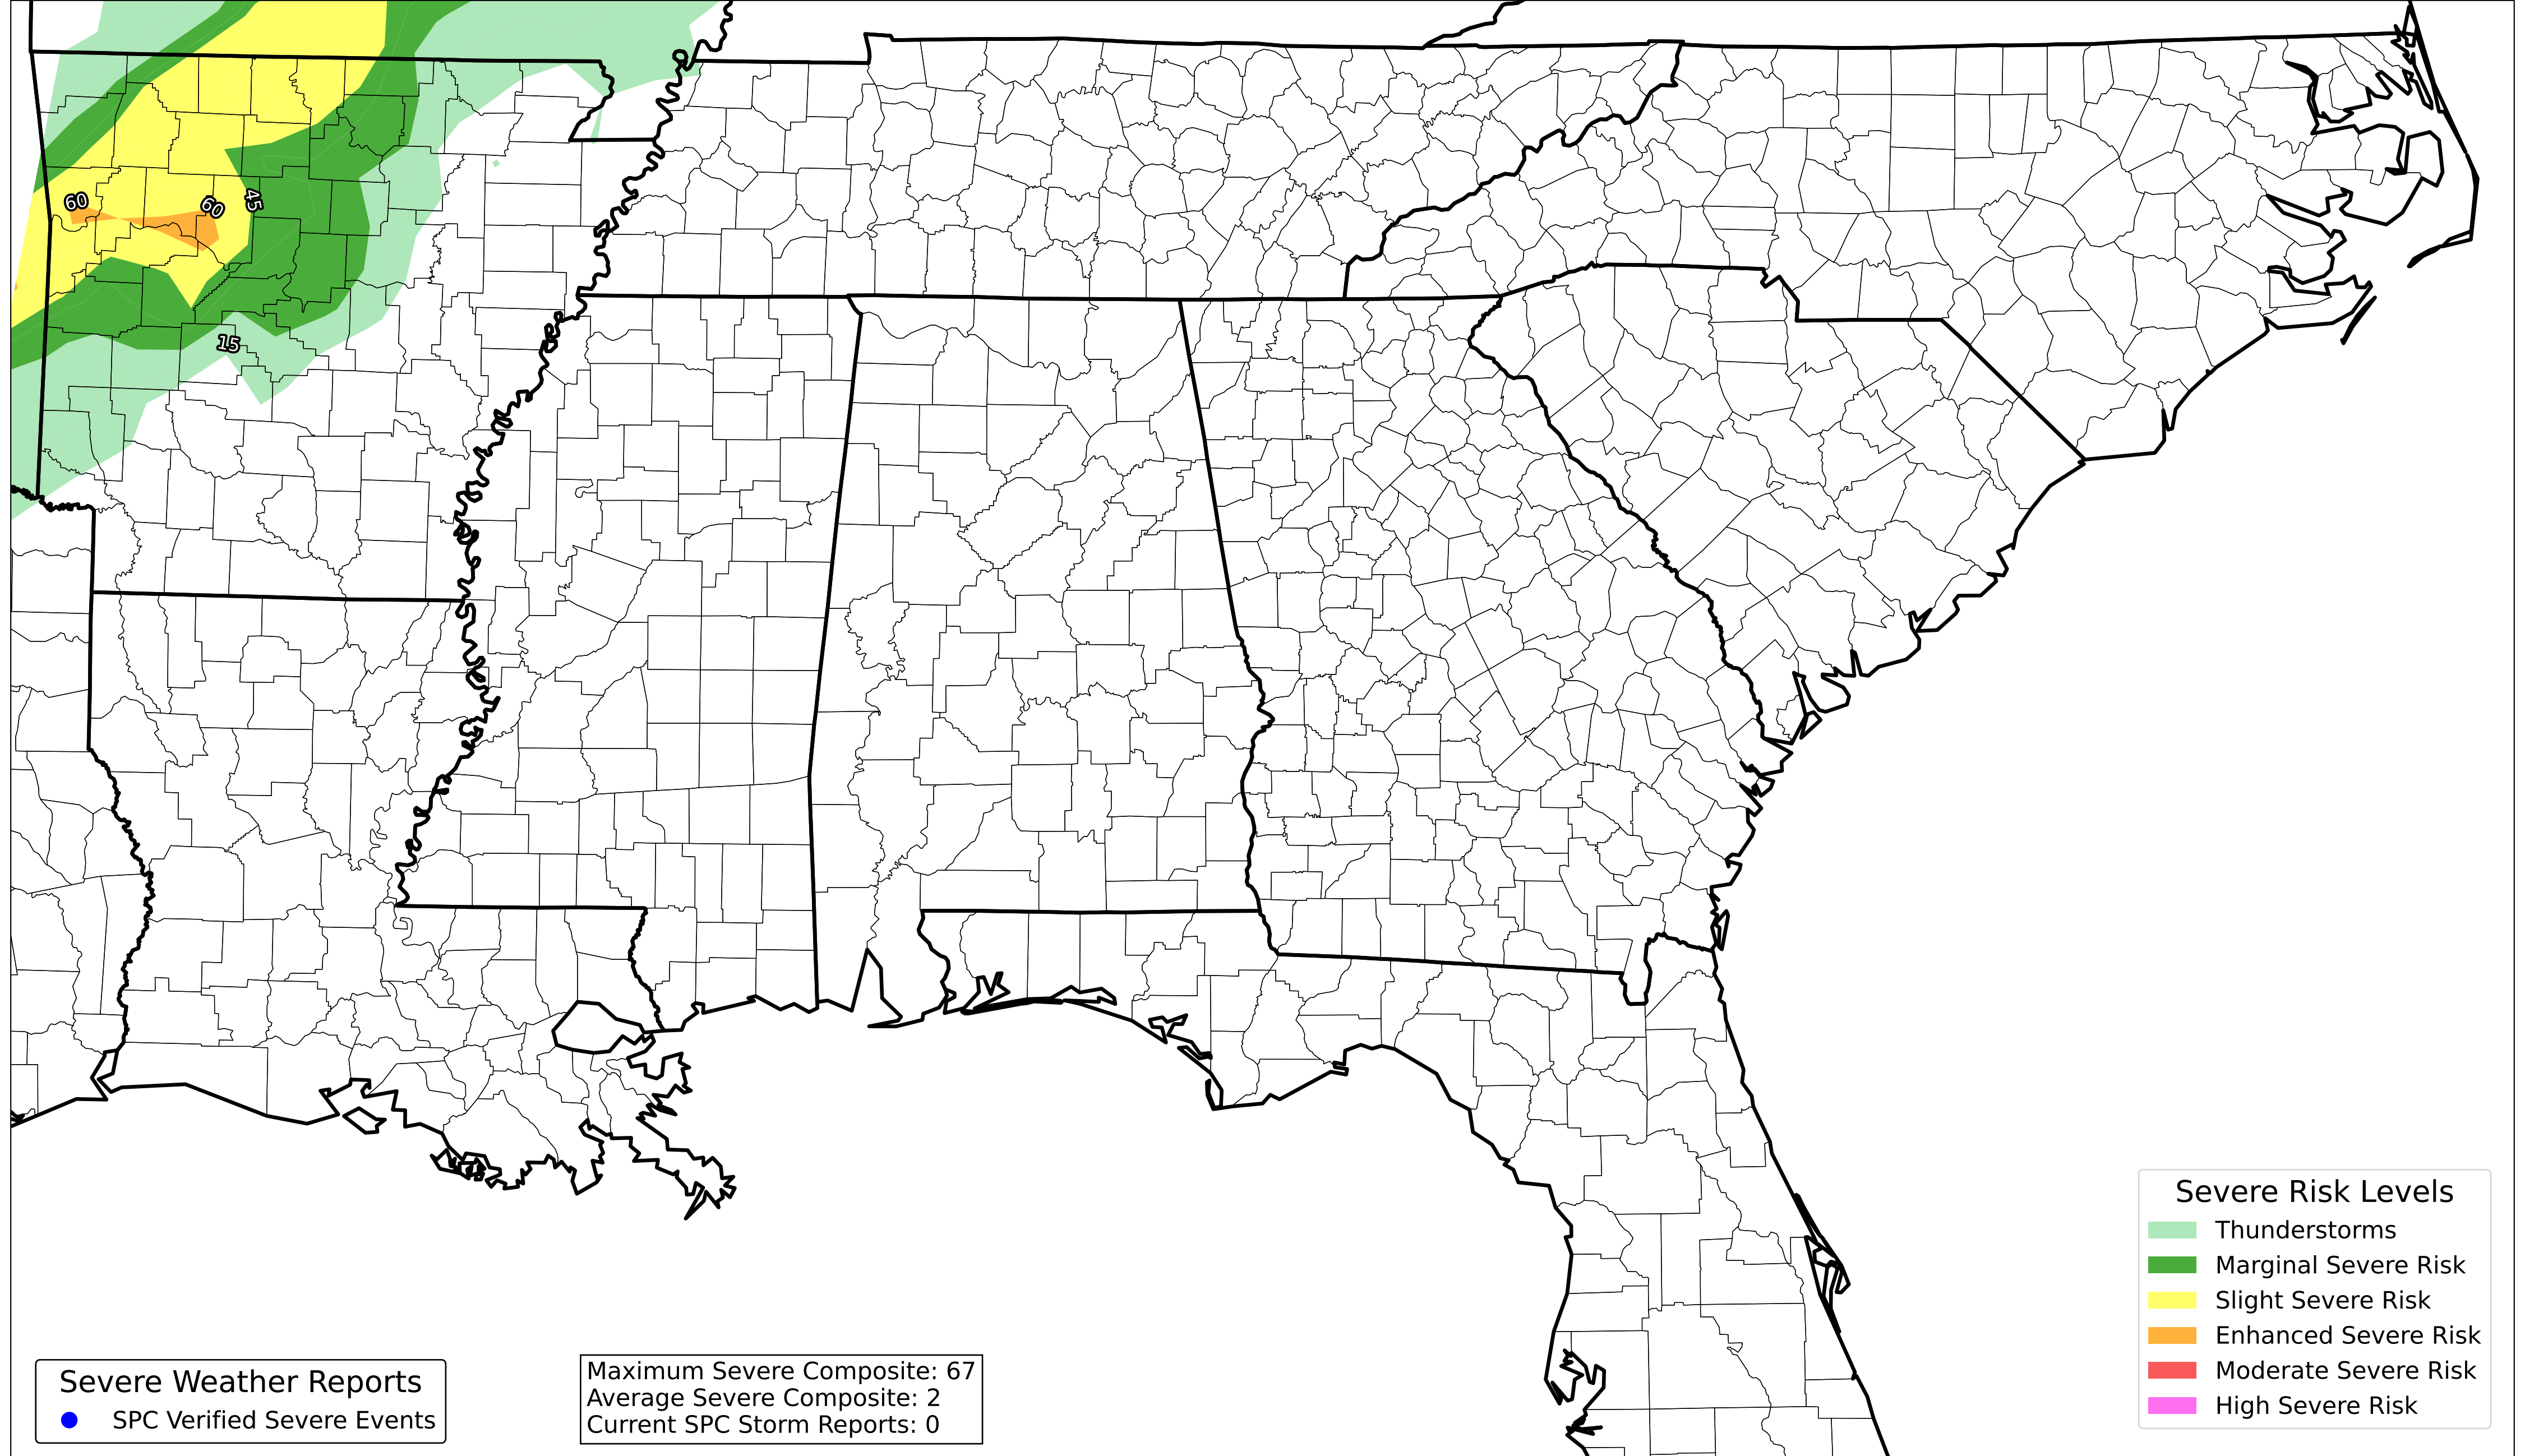 60
60
45
15
Severe Risk Levels
Thunderstorms
Marginal Severe Risk
Slight Severe Risk
Enhanced Severe Risk
Moderate Severe Risk
High Severe Risk
Severe Weather Reports
SPC Verified Severe Events
Maximum Severe Composite: 67
Average Severe Composite: 2
Current SPC Storm Reports: 0